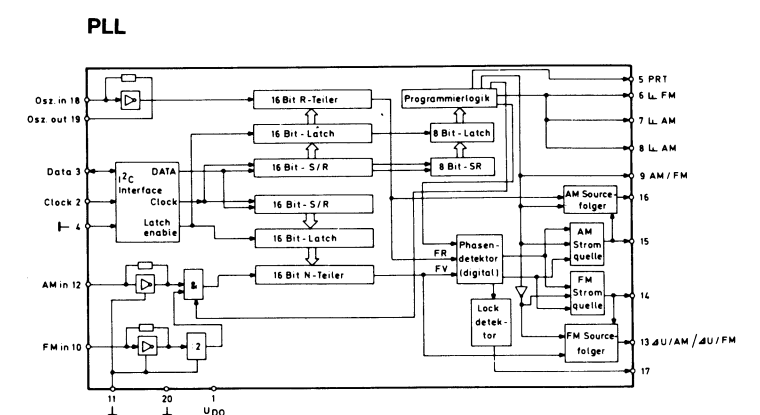 PLL
Osz. in 18
Osz. out 19
16 Bit R-Teiler
Programmierlogik
5 PRT
6 FM
7 AM
8 AM
16 Bit-Latch
8 Bit-Latch
Data 3
I²C
Interface
DATA
Clock
Latch
enable
16 Bit - S/R
8 Bit-SR
9 AM/FM
Clock 2
4
16 Bit - S/R
AM Source-
folger
16
16 Bit-Latch
Phasen-
detektor
(digital)
FR
FV
AM
Strom
quelle
15
AM in 12
&
16 Bit N-Teiler
FM
Strom
quelle
14
Lock
detek-
tor
FM in 10
2
FM Source-
folger
13 ⊿U/AM / ⊿U/FM
17
11
20
1
UDO